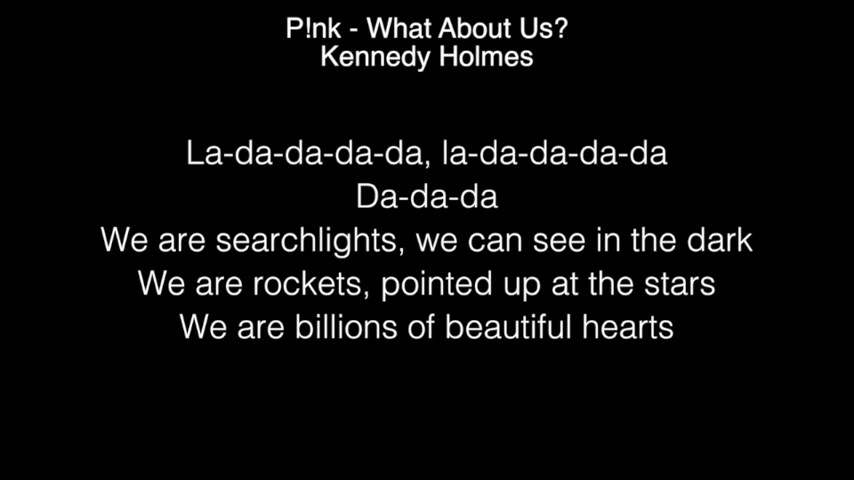 P!nk - What About Us?
Kennedy Holmes
La-da-da-da-da, la-da-da-da-da
Da-da-da
We are searchlights, we can see in the dark
We are rockets, pointed up at the stars
We are billions of beautiful hearts